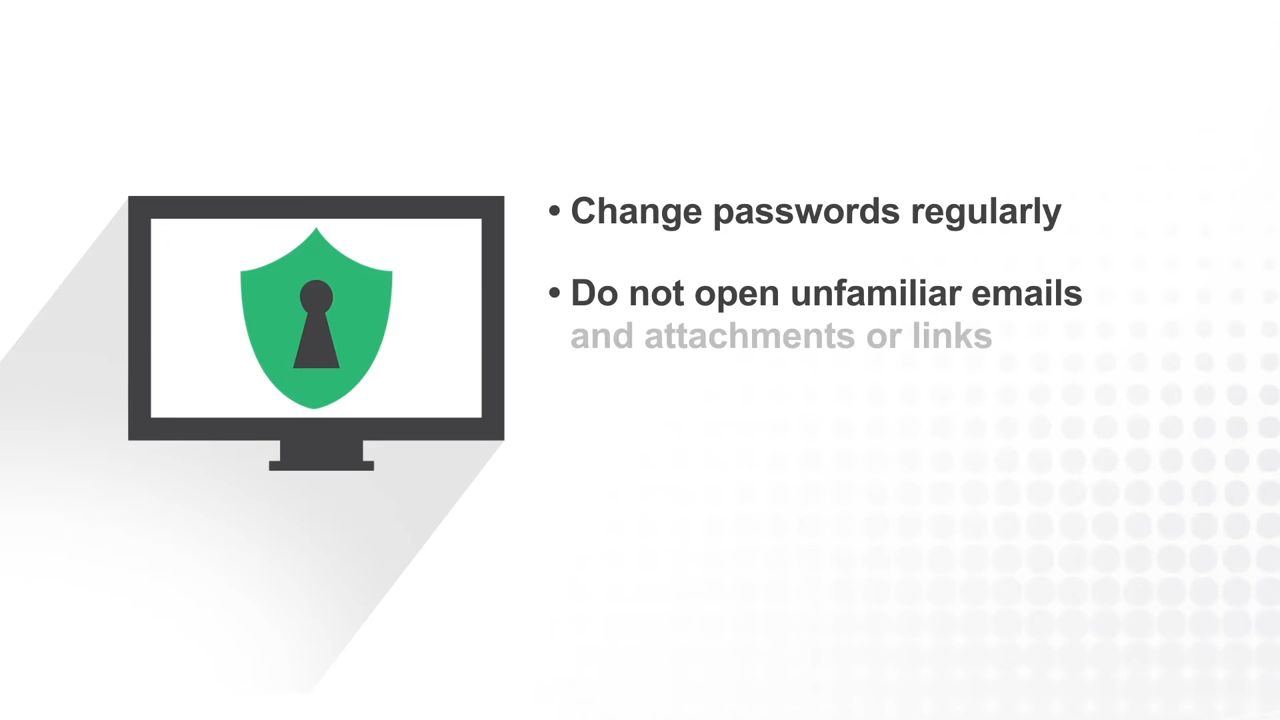 • Change passwords regularly
• Do not open unfamiliar emails
and attachments or links